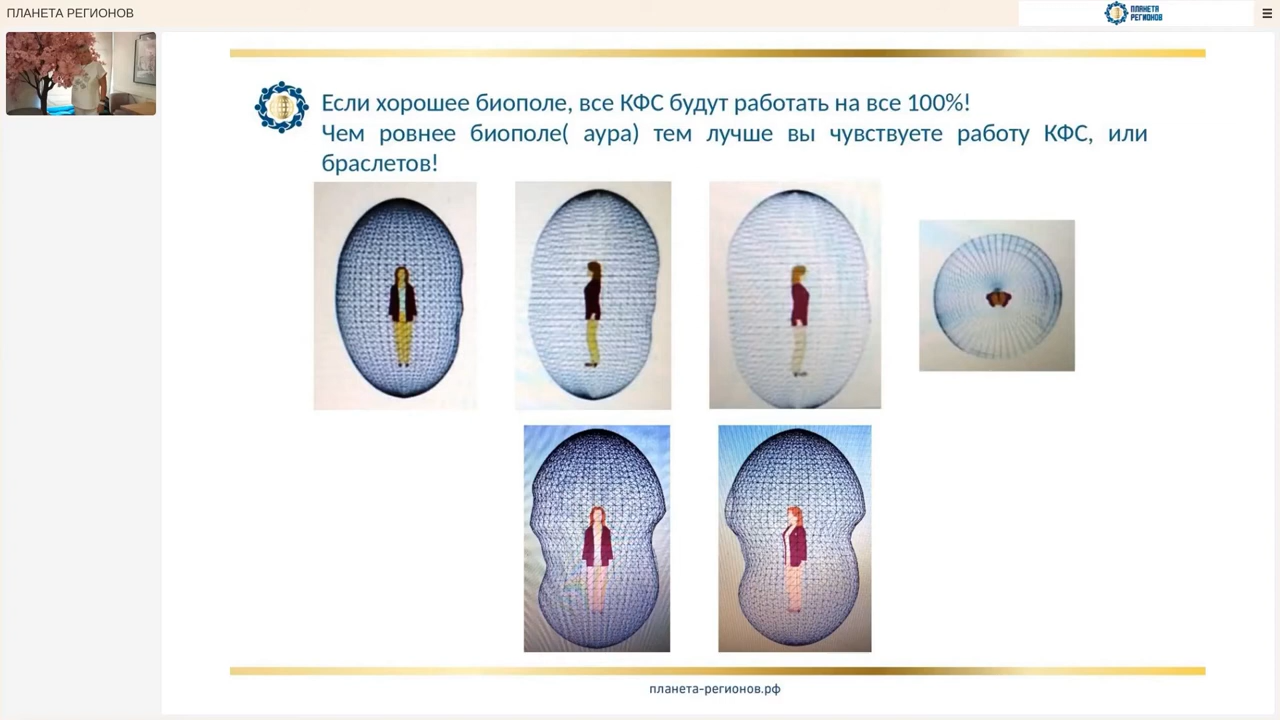 ПЛАНЕТА РЕГИОНОВ
ПЛАНЕТА
РЕГИОНОВ
Если хорошее биополе, все КФС будут работать на все 100%!
Чем ровнее биополе( аура) тем лучше вы чувствуете работу КФС, или
браслетов!
планета-регионов.рф